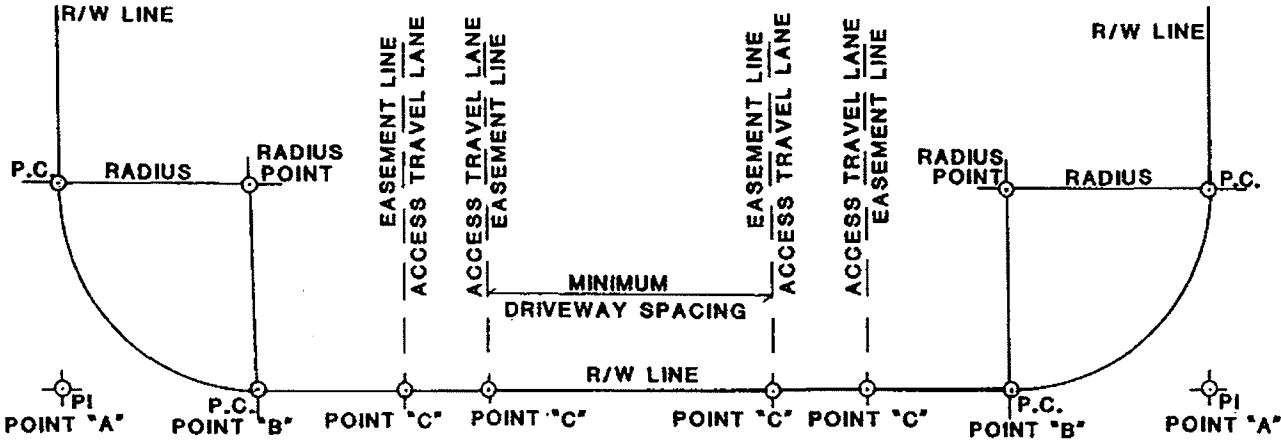 R/W LINE
R/W LINE
EASEMENT LINE
ACCESS TRAVEL LANE
ACCESS TRAVEL LANE
EASEMENT LINE
EASEMENT LINE
ACCESS TRAVEL LANE
ACCESS TRAVEL LANE
EASEMENT LINE
P.C.
RADIUS
RADIUS
POINT
RADIUS
POINT
RADIUS
P.C.
MINIMUM
DRIVEWAY SPACING
R/W LINE
PI
POINT "A"
P.C.
POINT "B"
POINT "C"
POINT "C"
POINT "C"
POINT "C"
P.C.
POINT "B"
PI
POINT "A"